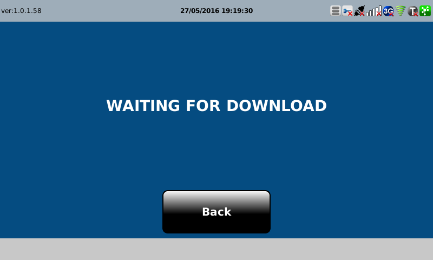 ver:1.0.1.58
27/05/2016 19:19:30
WAITING FOR DOWNLOAD
Back